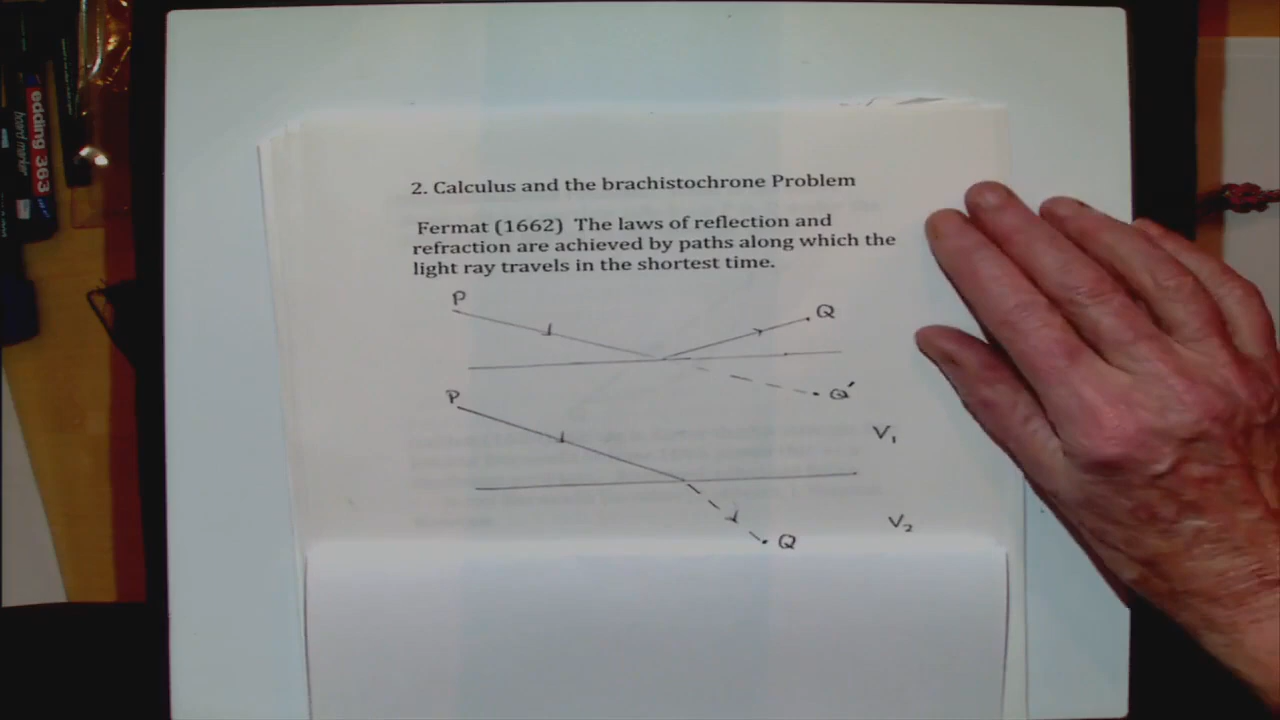 edding 363
board marker
2. Calculus and the brachistochrone Problem
Fermat (1662) The laws of reflection and
refraction are achieved by paths along which the
light ray travels in the shortest time.
P
Q
Q′
P
V₁
V₂
Q